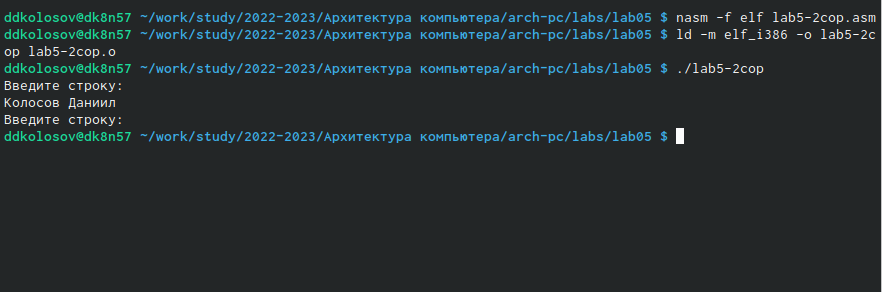 ddkolosov@dk8n57 ~/work/study/2022-2023/Архитектура компьютера/arch-pc/labs/lab05 $ nasm -f elf lab5-2cop.asm
ddkolosov@dk8n57 ~/work/study/2022-2023/Архитектура компьютера/arch-pc/labs/lab05 $ ld -m elf_i386 -o lab5-2c
op lab5-2cop.o
ddkolosov@dk8n57 ~/work/study/2022-2023/Архитектура компьютера/arch-pc/labs/lab05 $ ./lab5-2cop
Введите строку:
Колосов Даниил
Введите строку:
ddkolosov@dk8n57 ~/work/study/2022-2023/Архитектура компьютера/arch-pc/labs/lab05 $